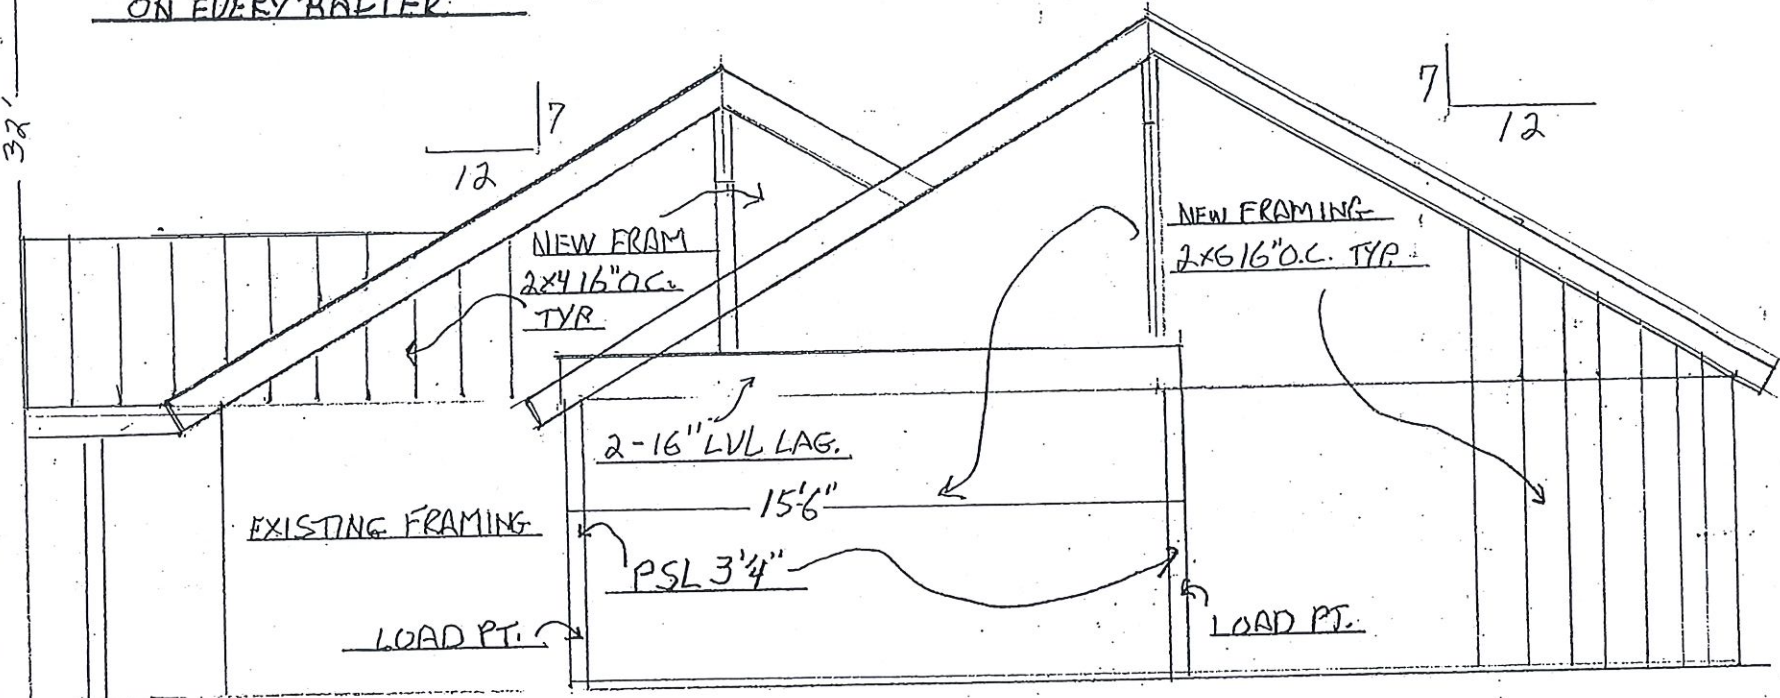 ON EVERY RAFTER
32'
7
12
7
12
NEW FRAM
2x4 16" O.C.
TYP.
NEW FRAMING
2x6 16" O.C. TYP.
2-16" LVL LAG.
15'6"
EXISTING FRAMING
PSL 3'4"
LOAD PT.
LOAD PT.